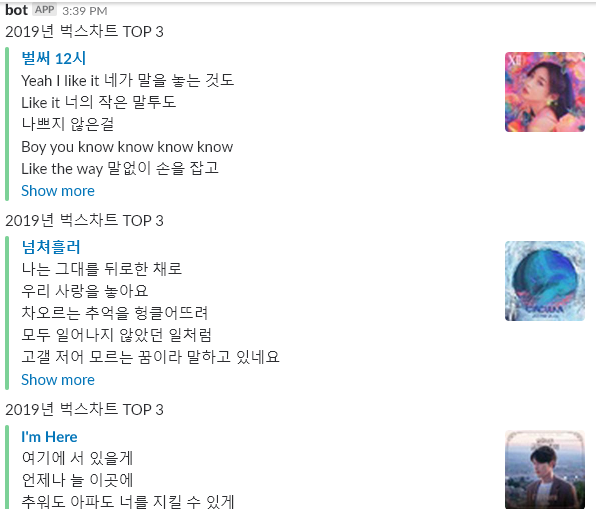 bot APP 3:39 PM
2019년 벅스차트 TOP 3
벌써 12시
Yeah I like it 네가 말을 놓는 것도
Like it 너의 작은 말투도
나쁘지 않은걸
Boy you know know know know
Like the way 말없이 손을 잡고
Show more
XII
2019년 벅스차트 TOP 3
넘쳐흘러
나는 그대를 뒤로한 채로
우리 사랑을 놓아요
차오르는 추억을 헝클어뜨려
모두 일어나지 않았던 일처럼
고갤 저어 모르는 꿈이라 말하고 있네요
Show more
2019년 벅스차트 TOP 3
I'm Here
여기에 서 있을게
언제나 늘 이곳에
추워도 아파도 너를 지킬 수 있게